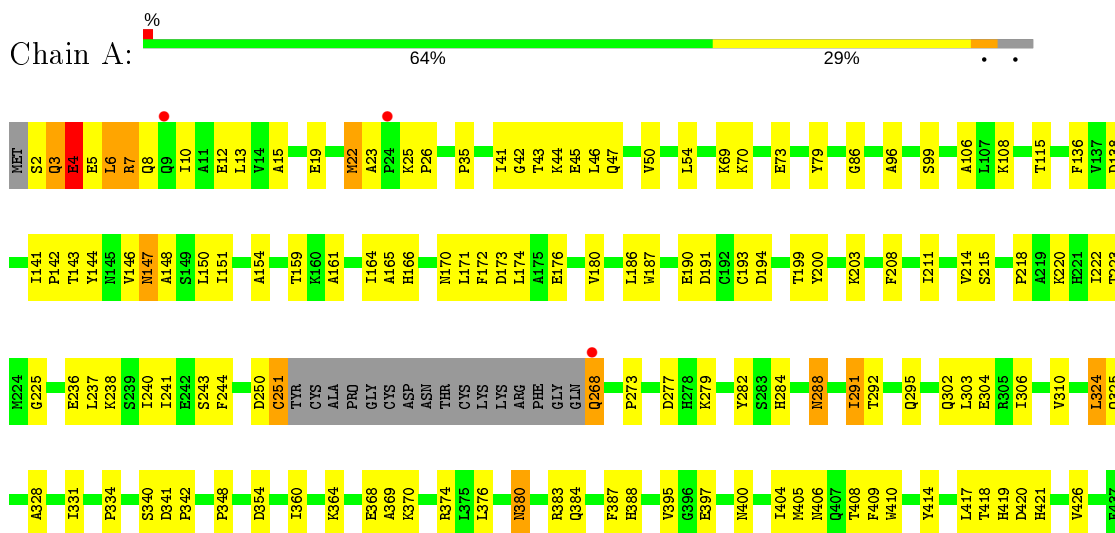 %
Chain A:
64% 29% • •
MET S2 Q3 E4 E5 L6 R7 Q8 Q9 I10 A11 E12 L13 V14 A15 E19 M22 A23 P24 K25 P26 P35 I41 G42 T43 K44 E45 L46 Q47 V50 L54 K69 K70 E73 Y79 G86 A96 S99 A106 L107 K108 T115 F136 V137 D138
I141 P142 T143 Y144 N145 V146 N147 A148 S149 L150 I151 A154 T159 K160 A161 I164 A165 H166 N170 L171 F172 D173 L174 A175 E176 V180 L186 W187 E190 D191 C192 C193 D194 T199 Y200 K203 F208 I211 V214 S215 P218 A219 K220 H221 I222 T223
M224 G225 E236 L237 K238 S239 I240 I241 E242 S243 F244 D250 C251 TYR CYS ALA PRO GLY CYS ASP ASN THR CYS LYS LYS ARG PHE GLY GLN Q268 P273 D277 H278 K279 Y282 S283 H284 N288 I291 T292 Q295 Q302 L303 E304 R305 I306 V310 L324 Q325
A328 I331 P334 S340 D341 P342 P348 D354 I360 K364 E368 A369 K370 R374 L375 L376 N380 R383 Q384 F387 H388 V395 G396 E397 N400 I404 M405 N406 Q407 T408 F409 W410 Y414 L417 T418 H419 D420 H421 V426